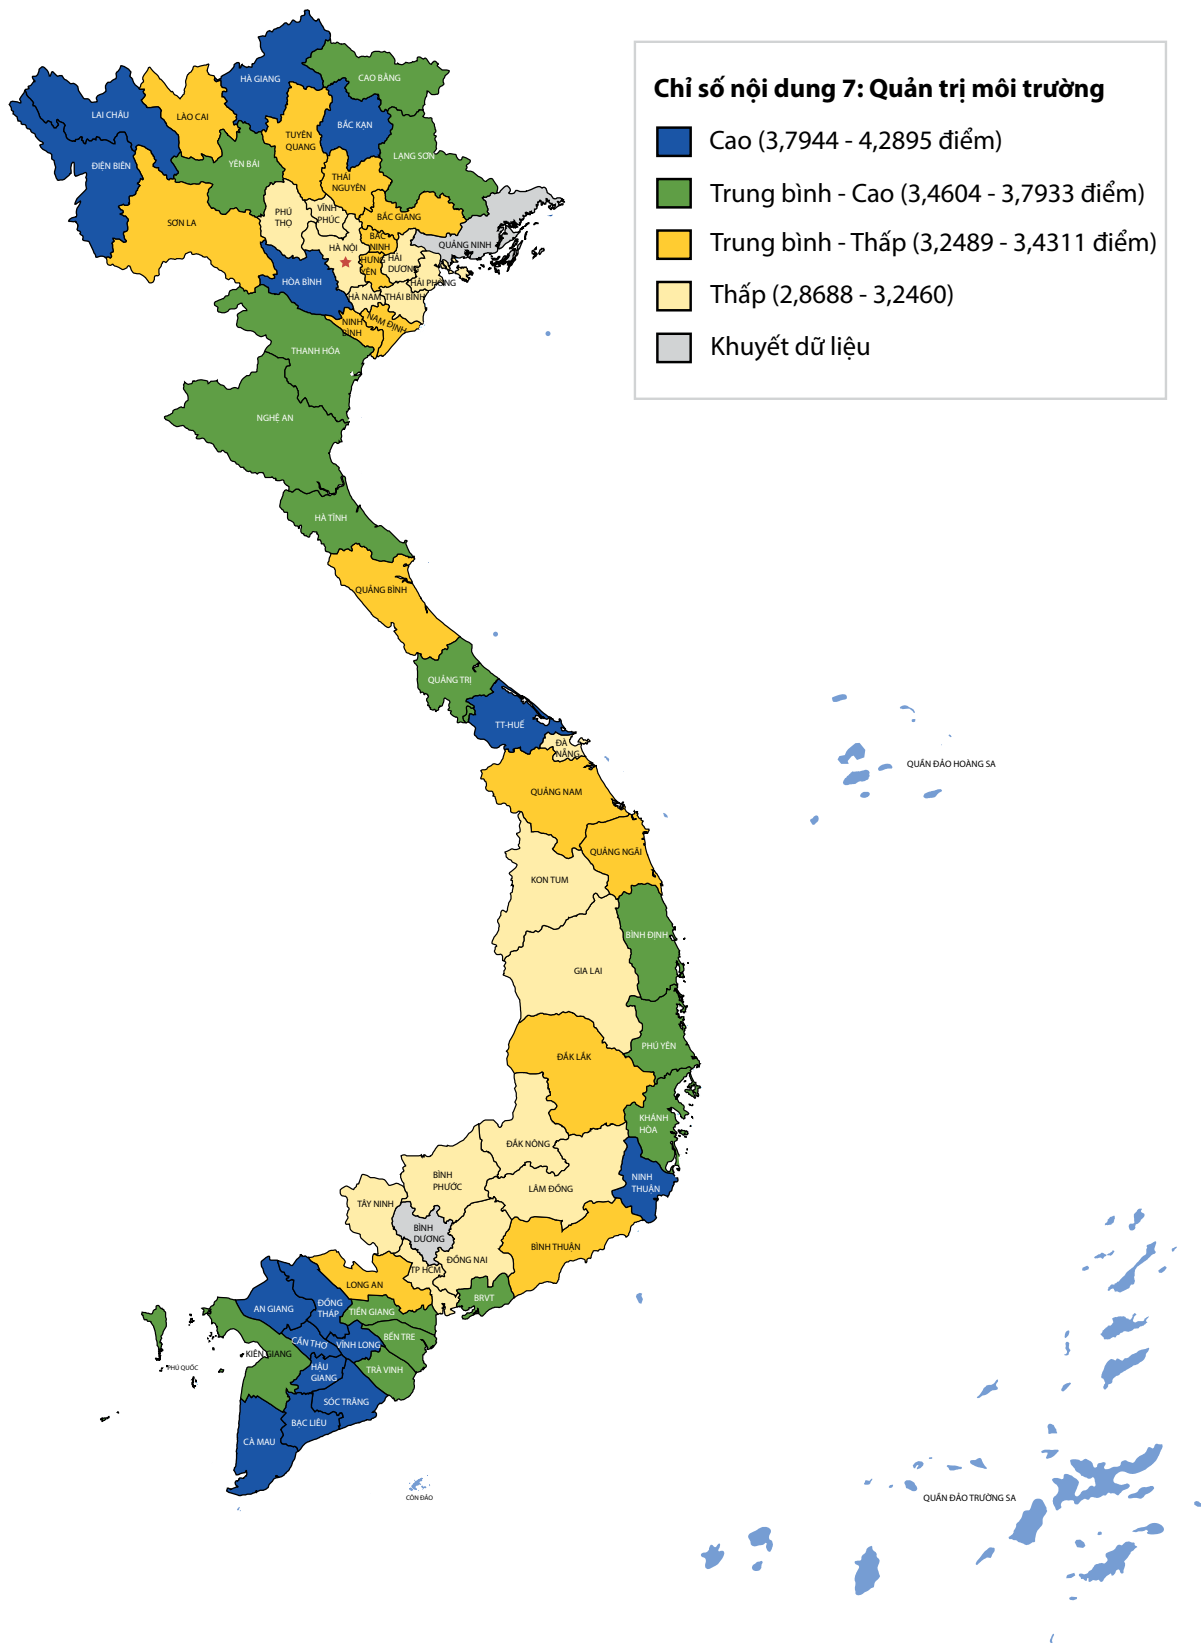 Chỉ số nội dung 7: Quản trị môi trường
Cao (3,7944 - 4,2895 điểm)
Trung bình - Cao (3,4604 - 3,7933 điểm)
Trung bình - Thấp (3,2489 - 3,4311 điểm)
Thấp (2,8688 - 3,2460)
Khuyết dữ liệu
HÀ GIANG
CAO BẰNG
LAI CHÂU
LÀO CAI
BẮC KẠN
TUYÊN
QUANG
LẠNG SƠN
ĐIỆN BIÊN
YÊN BÁI
THÁI
NGUYÊN
SƠN LA
PHÚ
THỌ
VĨNH
PHÚC
BẮC GIANG
BẮC
NINH
QUẢNG NINH
HÀ NỘI
HƯNG
YÊN
HẢI
DƯƠNG
HẢI PHÒNG
HÒA BÌNH
HÀ NAM
THÁI BÌNH
NINH
BÌNH
NAM ĐỊNH
THANH HÓA
NGHỆ AN
HÀ TĨNH
QUẢNG BÌNH
QUẢNG TRỊ
TT-HUẾ
ĐÀ
NẴNG
QUẢNG NAM
QUẢNG NGÃI
KON TUM
BÌNH ĐỊNH
GIA LAI
PHÚ YÊN
ĐẮK LẮK
KHÁNH
HÒA
ĐẮK NÔNG
NINH
THUẬN
BÌNH
PHƯỚC
LÂM ĐỒNG
TÂY NINH
BÌNH
DƯƠNG
BÌNH THUẬN
ĐỒNG NAI
TP HCM
LONG AN
BRVT
AN GIANG
ĐỒNG
THÁP
TIỀN GIANG
BẾN TRE
CẦN THƠ
VĨNH LONG
KIÊN GIANG
HẬU
GIANG
TRÀ VINH
PHÚ QUỐC
SÓC TRĂNG
BẠC LIÊU
CÀ MAU
CÔN ĐẢO
QUẦN ĐẢO HOÀNG SA
QUẦN ĐẢO TRƯỜNG SA